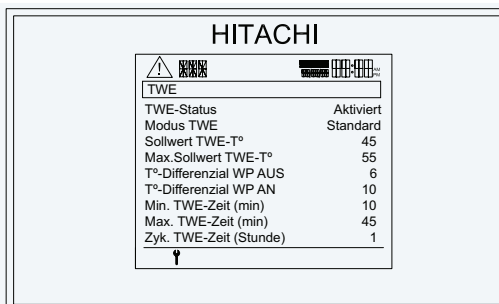 HITACHI
TWE
TWE-Status Aktiviert
Modus TWE Standard
Sollwert TWE-Tº 45
Max.Sollwert TWE-Tº 55
Tº-Differenzial WP AUS 6
Tº-Differenzial WP AN 10
Min. TWE-Zeit (min) 10
Max. TWE-Zeit (min) 45
Zyk. TWE-Zeit (Stunde) 1